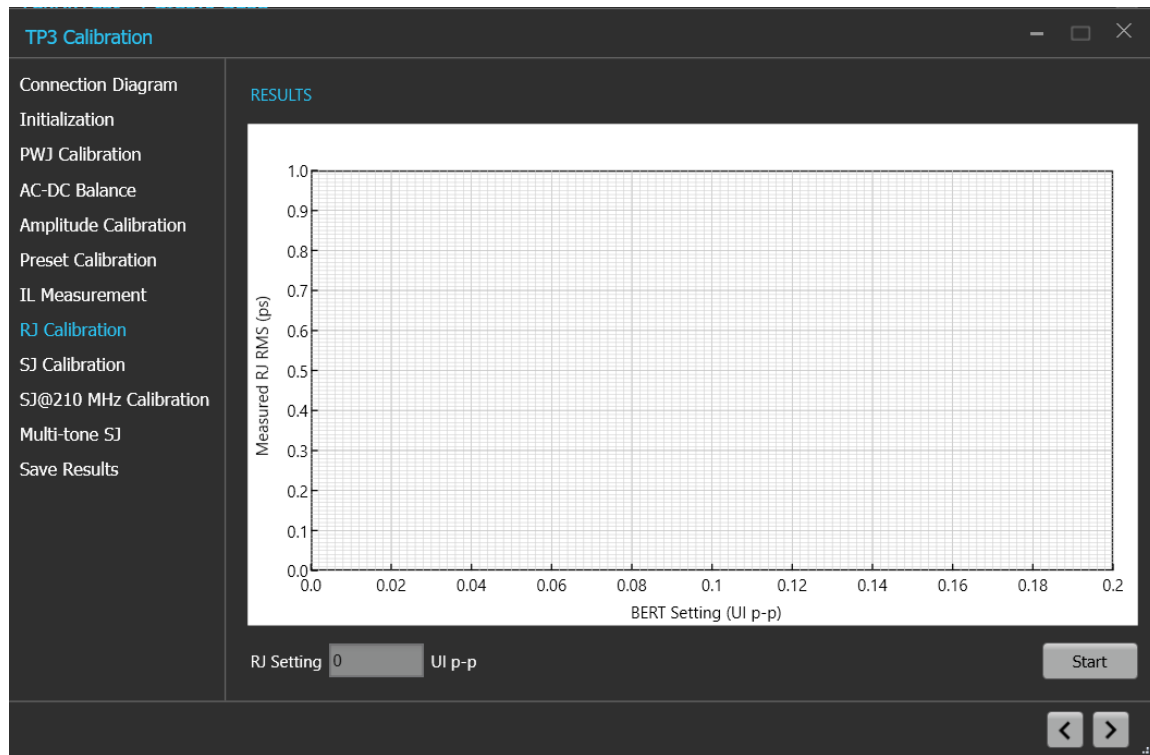 TP3 Calibration
Connection Diagram
Initialization
PWJ Calibration
AC-DC Balance
Amplitude Calibration
Preset Calibration
IL Measurement
RJ Calibration
SJ Calibration
SJ@210 MHz Calibration
Multi-tone SJ
Save Results
RESULTS
Measured RJ RMS (ps)
1.0
0.9
0.8
0.7
0.6
0.5
0.4
0.3
0.2
0.1
0.0
0.0 0.02 0.04 0.06 0.08 0.1 0.12 0.14 0.16 0.18 0.2
BERT Setting (UI p-p)
RJ Setting 0 UI p-p
Start